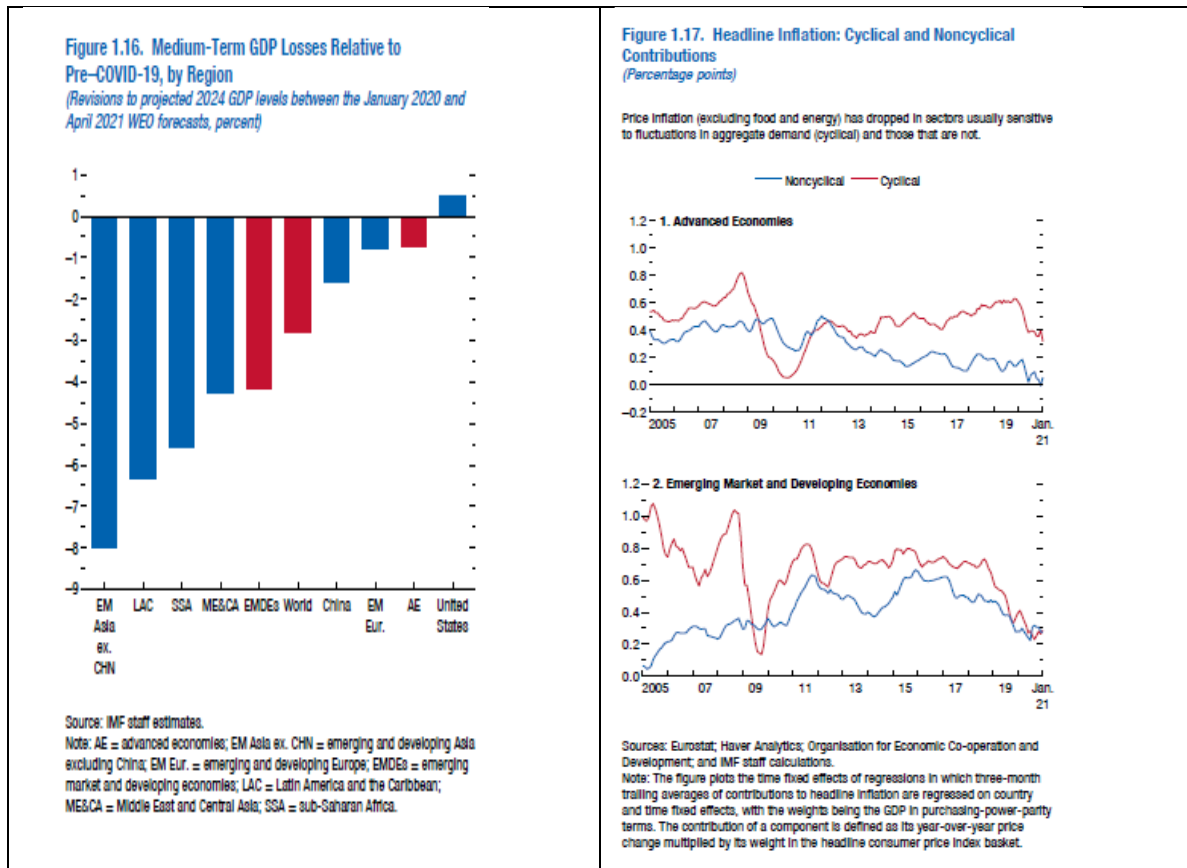 Figure 1.16. Medium-Term GDP Losses Relative to
Pre–COVID-19, by Region
(Revisions to projected 2024 GDP levels between the January 2020 and
April 2021 WEO forecasts, percent)
1
0
–1
–2
–3
–4
–5
–6
–7
–8
–9
EM Asia ex. CHN
LAC
SSA
ME&CA
EMDEs
World
China
EM Eur.
AE
United States
Source: IMF staff estimates.
Note: AE = advanced economies; EM Asia ex. CHN = emerging and developing Asia
excluding China; EM Eur. = emerging and developing Europe; EMDEs = emerging
market and developing economies; LAC = Latin America and the Caribbean;
ME&CA = Middle East and Central Asia; SSA = sub-Saharan Africa.
Figure 1.17. Headline Inflation: Cyclical and Noncyclical
Contributions
(Percentage points)
Price inflation (excluding food and energy) has dropped in sectors usually sensitive
to fluctuations in aggregate demand (cyclical) and those that are not.
Noncyclical Cyclical
1.2 1. Advanced Economies
1.0
0.8
0.6
0.4
0.2
0.0
–0.2
2005 07 09 11 13 15 17 19 Jan.
21
1.2 2. Emerging Market and Developing Economies
1.0
0.8
0.6
0.4
0.2
0.0
2005 07 09 11 13 15 17 19 Jan.
21
Sources: Eurostat; Haver Analytics; Organisation for Economic Co-operation and
Development; and IMF staff calculations.
Note: The figure plots the time fixed effects of regressions in which three-month
trailing averages of contributions to headline inflation are regressed on country
and time fixed effects, with the weights being the GDP in purchasing-power-parity
terms. The contribution of a component is defined as its year-over-year price
change multiplied by its weight in the headline consumer price index basket.